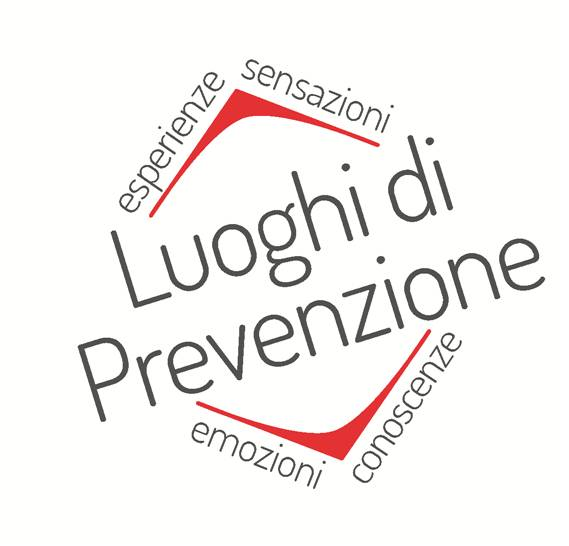 esperienze
sensazioni
Luoghi di
Prevenzione
emozioni
conoscenze